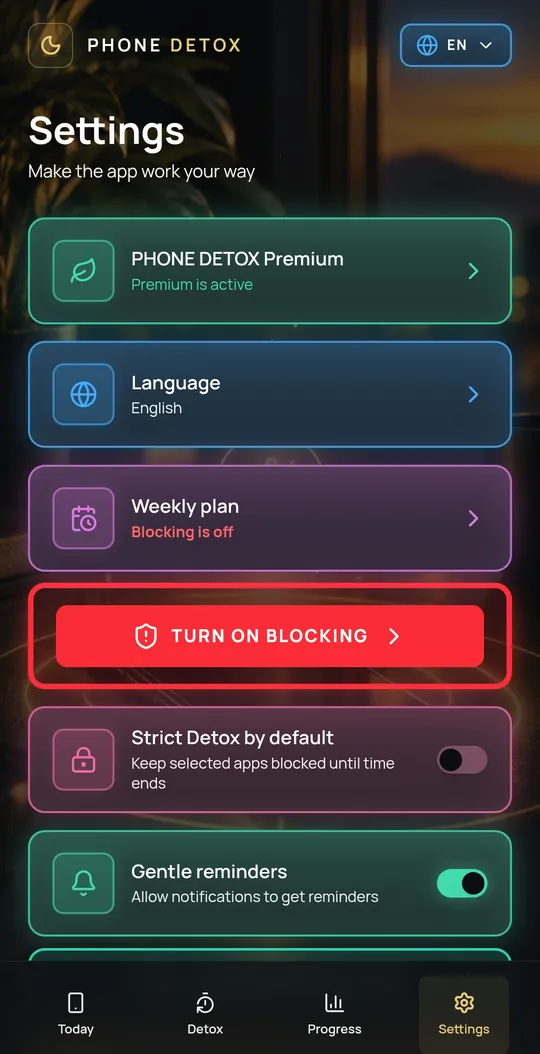 PHONE DETOX
EN
Settings
Make the app work your way
PHONE DETOX Premium
Premium is active
Language
English
Weekly plan
Blocking is off
TURN ON BLOCKING
Strict Detox by default
Keep selected apps blocked until time
ends
Gentle reminders
Allow notifications to get reminders
Today
Detox
Progress
Settings